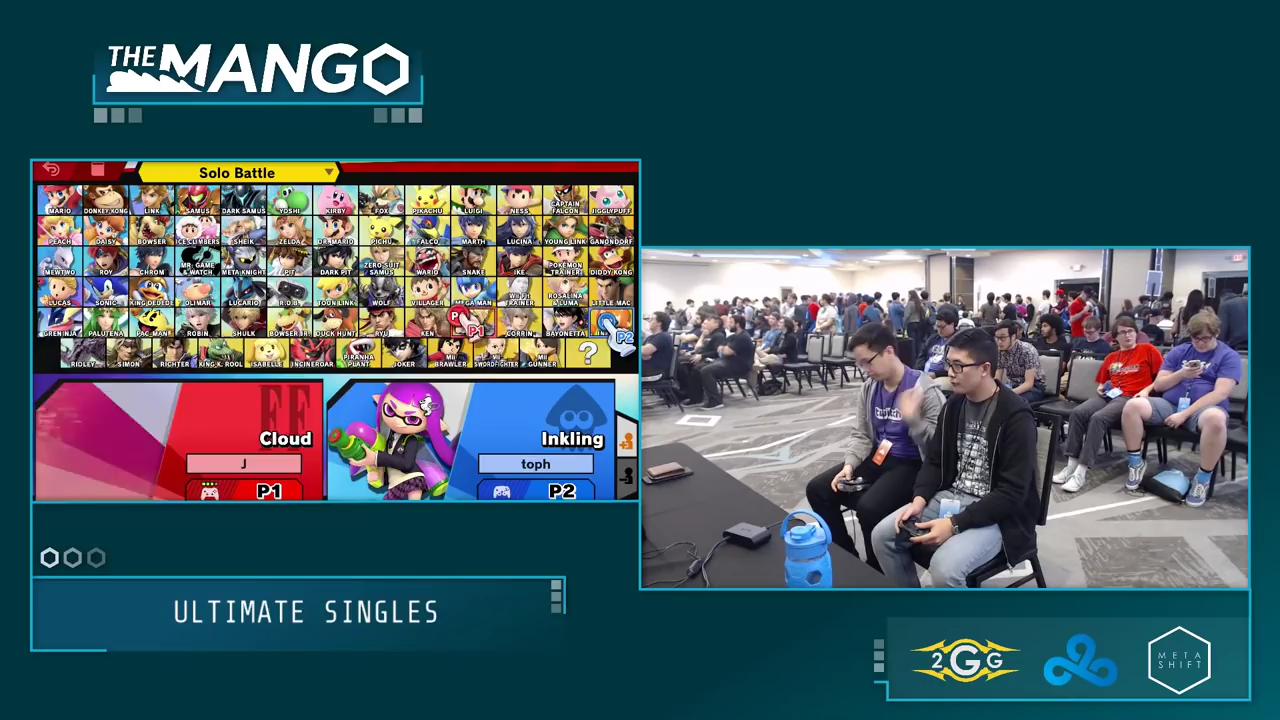 THE MANGO
Solo Battle
MARIO DONKEY KONG LINK SAMUS DARK SAMUS YOSHI KIRBY FOX PIKACHU LUIGI NESS CAPTAIN FALCON JIGGLYPUFF
PEACH DAISY BOWSER ICE CLIMBERS SHEIK ZELDA DR. MARIO PICHU FALCO MARTH LUCINA YOUNG LINK GANONDORF
MEWTWO ROY CHROM MR. GAME & WATCH META KNIGHT PIT DARK PIT ZERO SUIT SAMUS WARIO SNAKE IKE POKÉMON TRAINER DIDDY KONG
LUCAS SONIC KING DEDEDE OLIMAR LUCARIO R.O.B. TOON LINK WOLF VILLAGER MEGA MAN Wii Fit TRAINER ROSALINA & LUMA LITTLE MAC
GRENINJA PALUTENA PAC-MAN ROBIN SHULK BOWSER JR. DUCK HUNT RYU KEN P1 CORRIN BAYONETTA P2
RIDLEY SIMON RICHTER KING K. ROOL ISABELLE INCINEROAR PIRANHA PLANT JOKER Mii BRAWLER Mii SWORDFIGHTER Mii GUNNER ?
FF
Cloud
J
P1
Inkling
toph
P2
ULTIMATE SINGLES
2GG
META
SHIFT